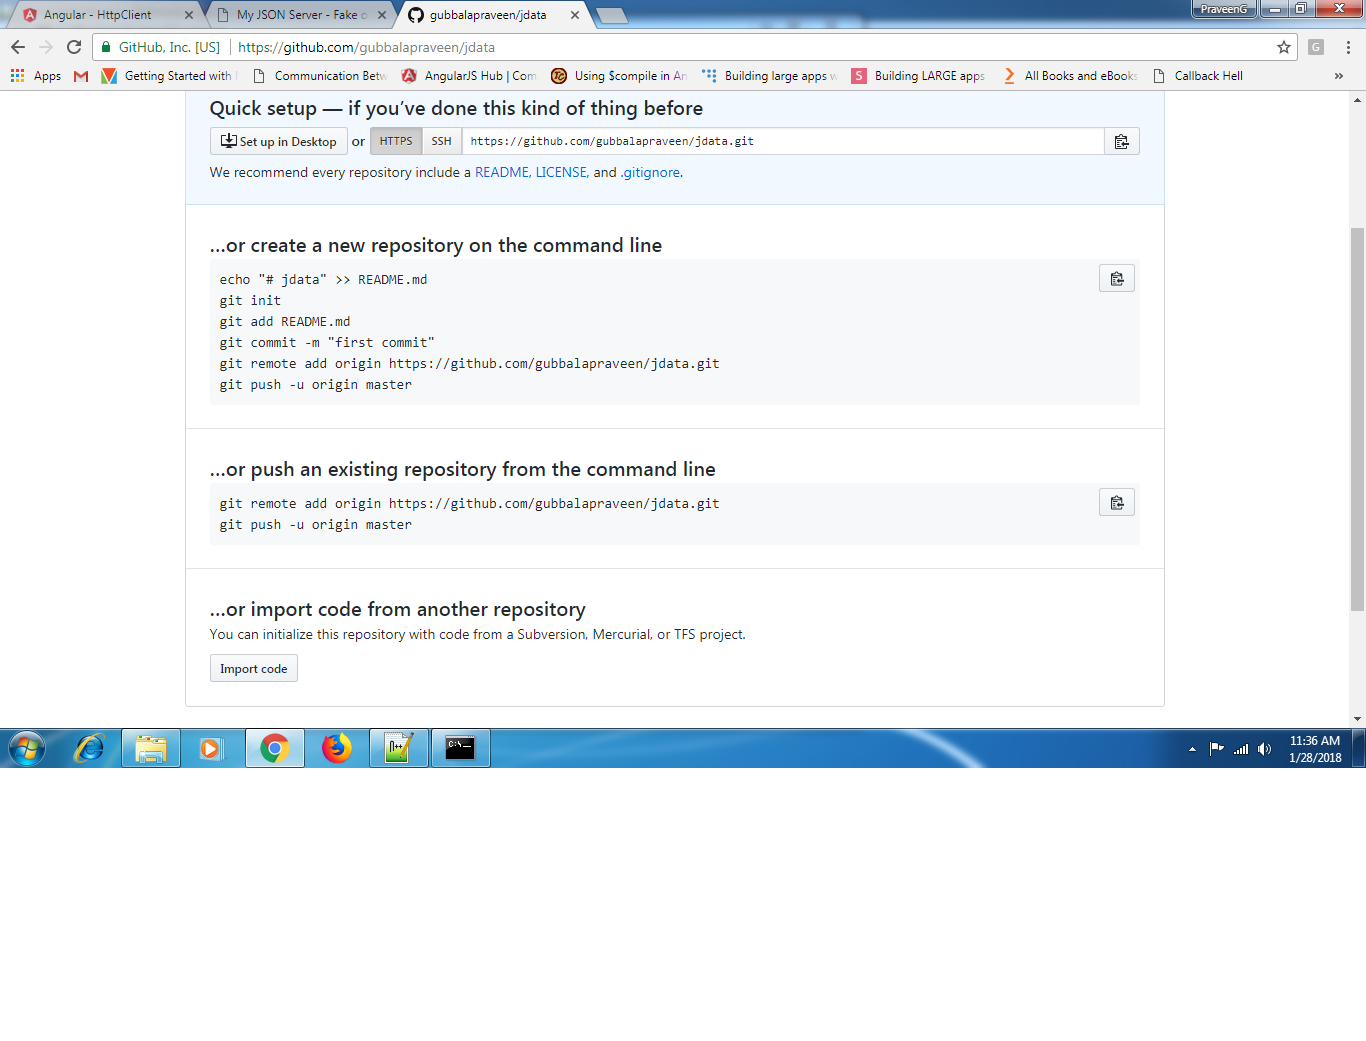 Angular - HttpClient
My JSON Server - Fake
gubbalapraveen/jdata
PraveenG
GitHub, Inc. [US]
https://github.com/gubbalapraveen/jdata
G
Apps
Getting Started with
Communication Betw
AngularJS Hub | Com
Using $compile in An
Building large apps
S
Building LARGE apps
All Books and eBooks
Callback Hell
»
Quick setup — if you’ve done this kind of thing before
Set up in Desktop
or
HTTPS
SSH
https://github.com/gubbalapraveen/jdata.git
We recommend every repository include a README, LICENSE, and .gitignore.
…or create a new repository on the command line
echo "# jdata" >> README.md
git init
git add README.md
git commit -m "first commit"
git remote add origin https://github.com/gubbalapraveen/jdata.git
git push -u origin master
…or push an existing repository from the command line
git remote add origin https://github.com/gubbalapraveen/jdata.git
git push -u origin master
…or import code from another repository
You can initialize this repository with code from a Subversion, Mercurial, or TFS project.
Import code
11:36 AM
1/28/2018